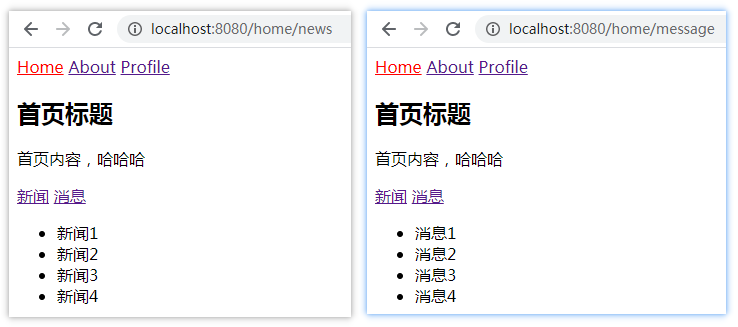 localhost:8080/home/news
Home About Profile
首页标题
首页内容，哈哈哈
新闻 消息
新闻1
新闻2
新闻3
新闻4
localhost:8080/home/message
Home About Profile
首页标题
首页内容，哈哈哈
新闻 消息
消息1
消息2
消息3
消息4